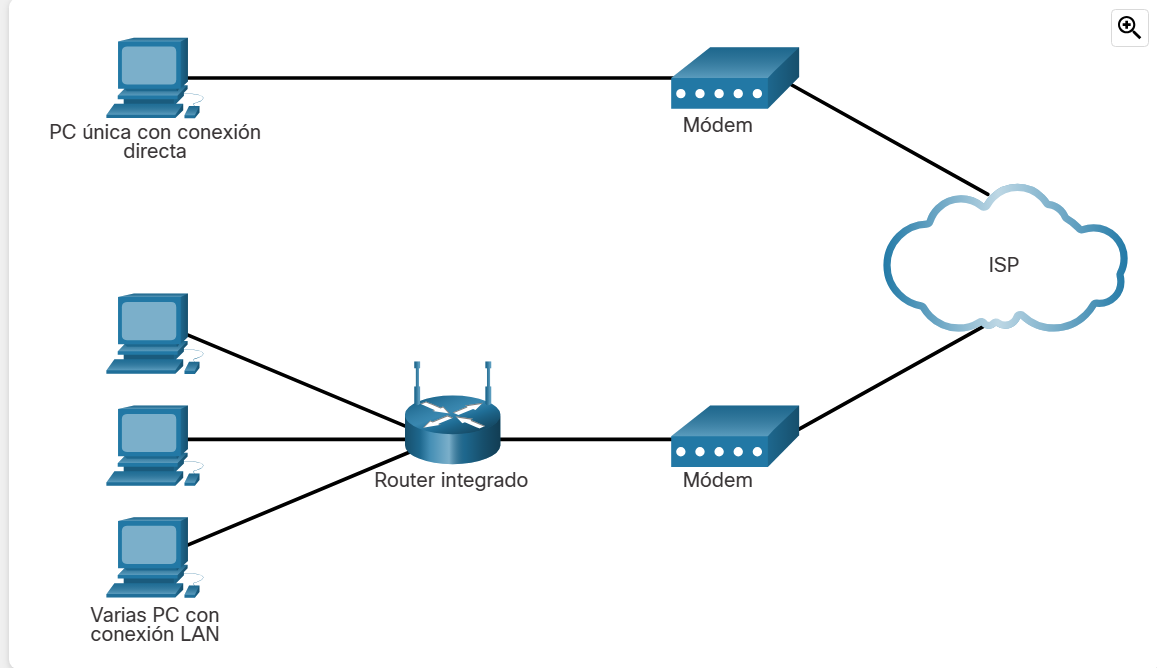 PC única con conexión
directa
Módem
ISP
Router integrado
Módem
Varias PC con
conexión LAN